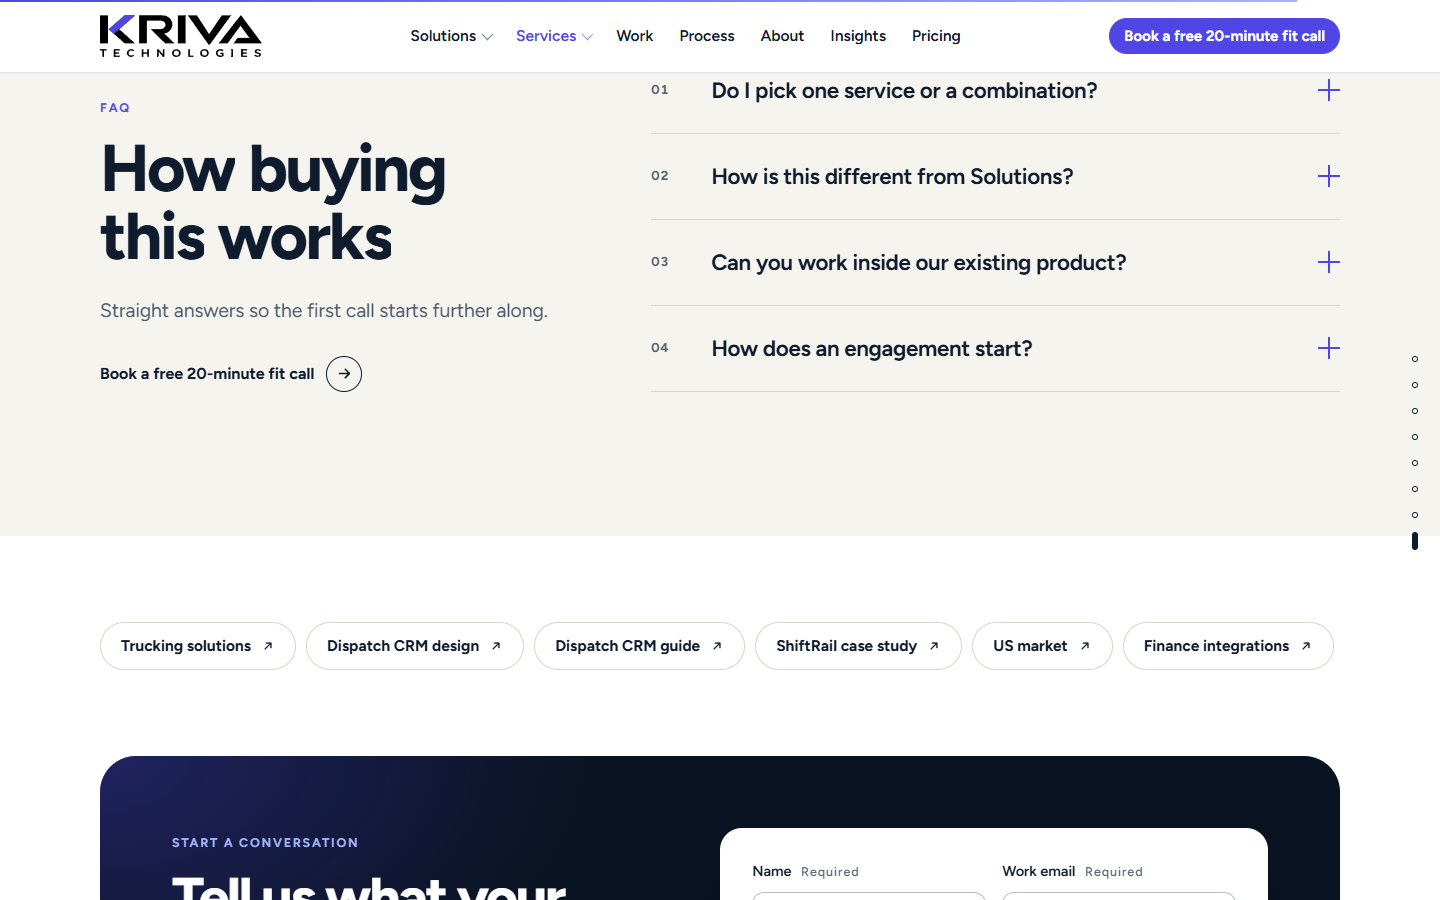 KRIVA
TECHNOLOGIES
Solutions
Services
Work
Process
About
Insights
Pricing
Book a free 20-minute fit call
FAQ
How buying
this works
Straight answers so the first call starts further along.
Book a free 20-minute fit call
01 Do I pick one service or a combination?
02 How is this different from Solutions?
03 Can you work inside our existing product?
04 How does an engagement start?
Trucking solutions
Dispatch CRM design
Dispatch CRM guide
ShiftRail case study
US market
Finance integrations
START A CONVERSATION
Tell us what your
Name Required
Work email Required